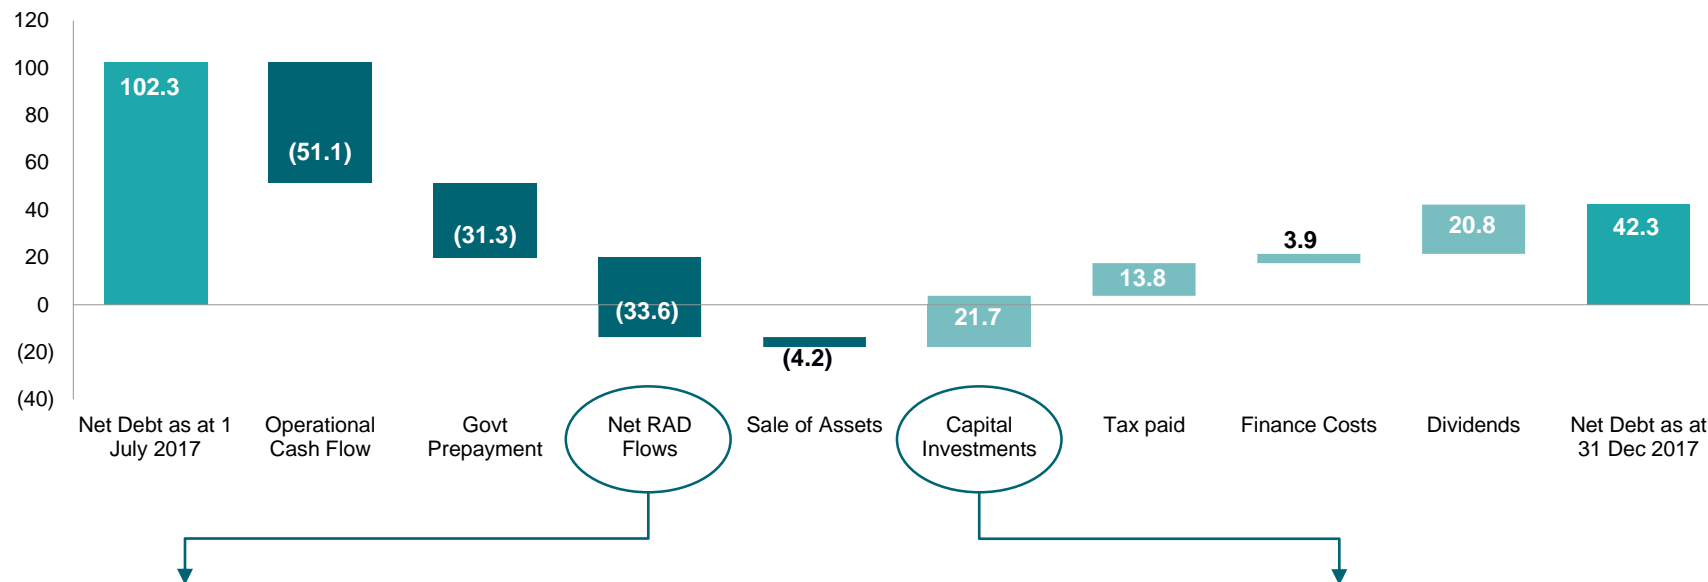 120
100
80
60
40
20
0
(20)
(40)
102.3
(51.1)
(31.3)
(33.6)
(4.2)
21.7
13.8
3.9
20.8
42.3
Net Debt as at 1
July 2017
Operational
Cash Flow
Govt
Prepayment
Net RAD
Flows
Sale of Assets
Capital
Investments
Tax paid
Finance Costs
Dividends
Net Debt as at
31 Dec 2017